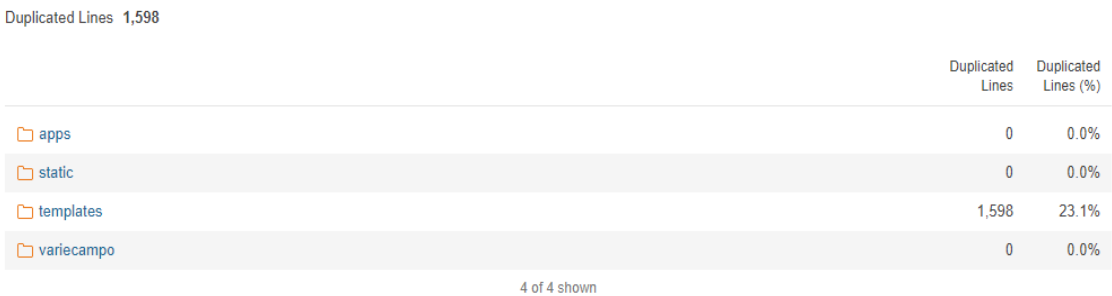 Duplicated Lines 1,598
Duplicated Lines Duplicated Lines (%)
apps 0 0.0%
static 0 0.0%
templates 1,598 23.1%
variecampo 0 0.0%
4 of 4 shown